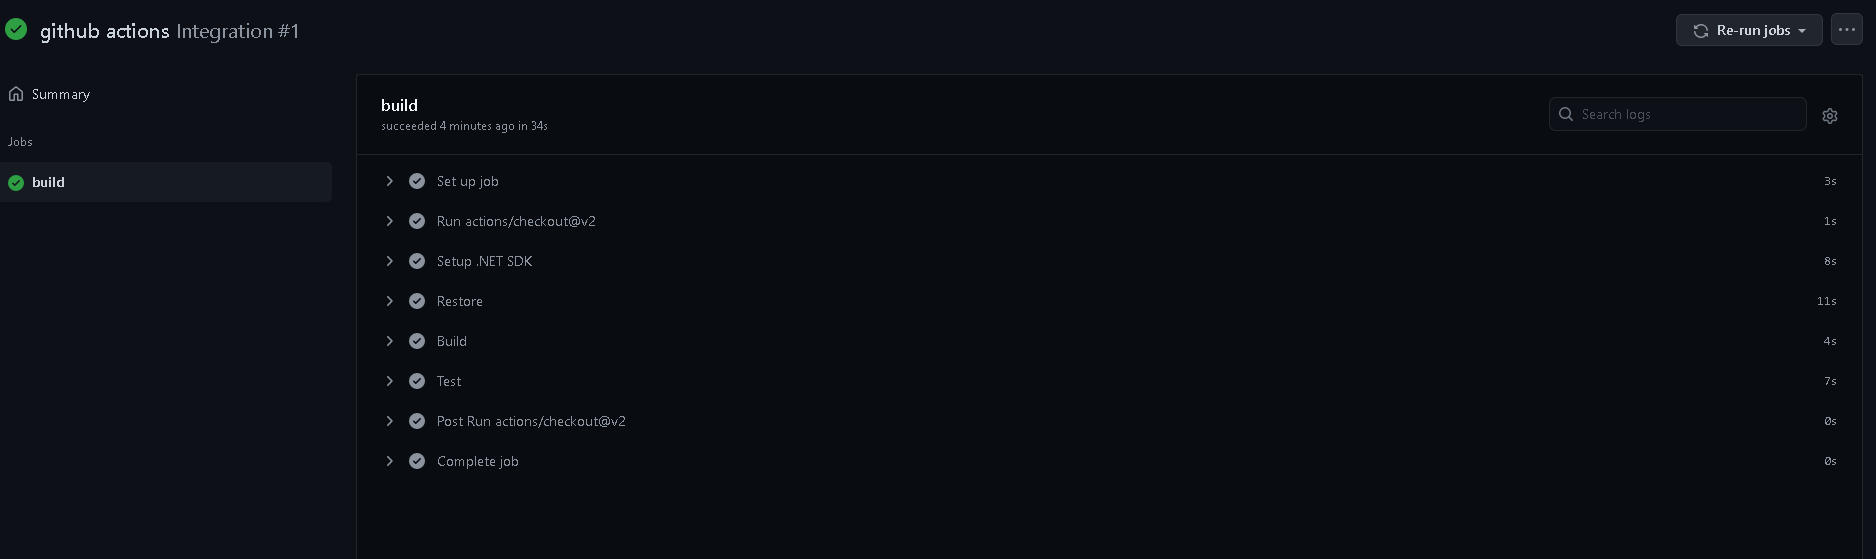 github actions Integration #1
Re-run jobs
Summary
Jobs
build
build
succeeded 4 minutes ago in 34s
Search logs
Set up job 3s
Run actions/checkout@v2 1s
Setup .NET SDK 8s
Restore 11s
Build 4s
Test 7s
Post Run actions/checkout@v2 0s
Complete job 0s